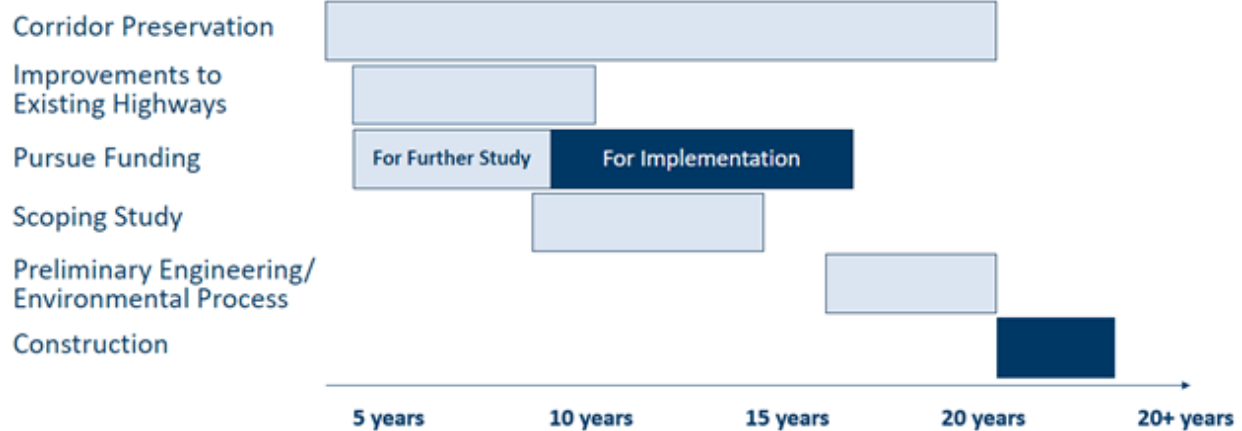 Corridor Preservation
Improvements to
Existing Highways
Pursue Funding
For Further Study
For Implementation
Scoping Study
Preliminary Engineering/
Environmental Process
Construction
5 years
10 years
15 years
20 years
20+ years